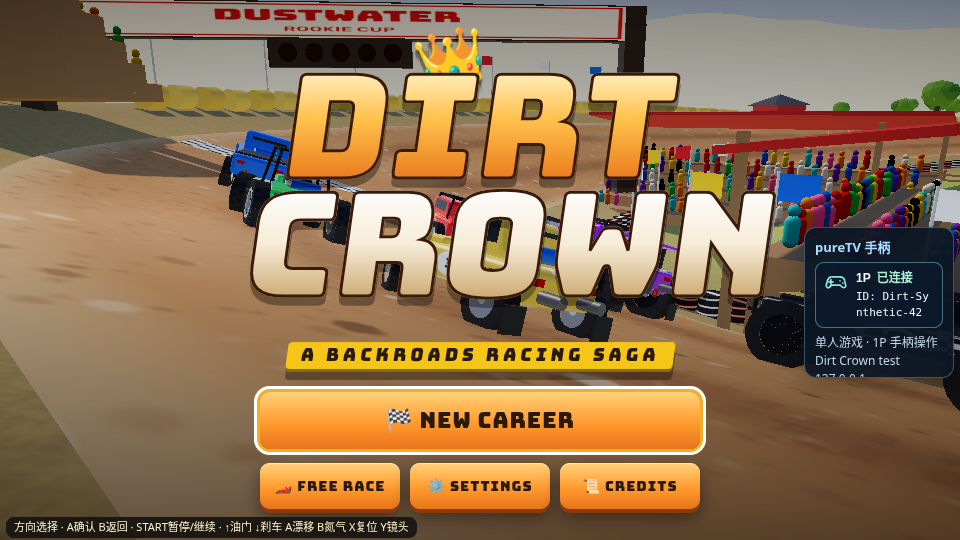 DUSTWATER
ROOKIE CUP
DIRT
CROWN
A BACKROADS RACING SAGA
NEW CAREER
FREE RACE
SETTINGS
CREDITS
pureTV 手柄
1P 已连接
ID: Dirt-Sy
nthetic-42
单人游戏 · 1P 手柄操作
Dirt Crown test
方向选择 · A确认 B返回 · START暂停/继续 · ↑油门 ↓刹车 A漂移 B氮气 X复位 Y镜头